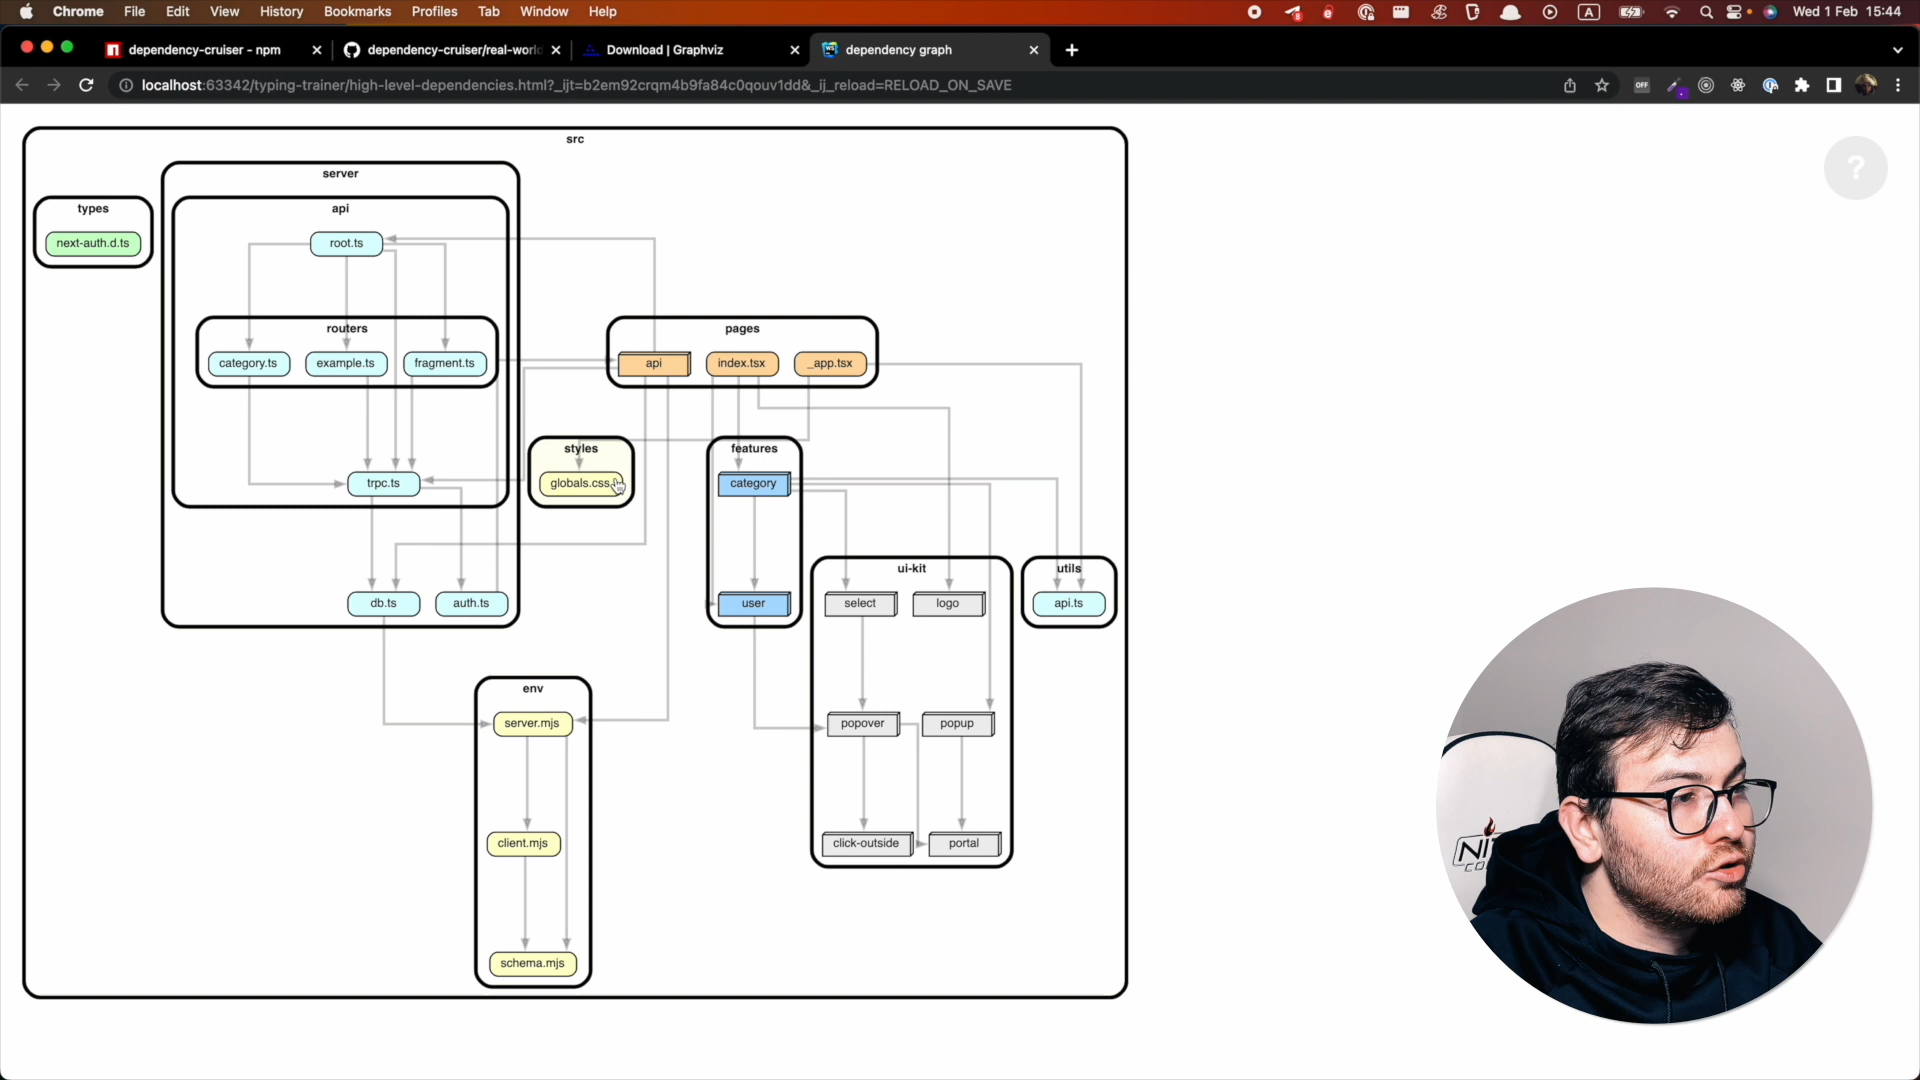 Chrome File Edit View History Bookmarks Profiles Tab Window Help
8
A
Wed 1 Feb 15:44
dependency-cruiser - npm
dependency-cruiser/real-world
Download | Graphviz
WS
dependency graph
localhost:63342/typing-trainer/high-level-dependencies.html?_ijt=b2em92crqm4b9fa84c0qouv1dd&_ij_reload=RELOAD_ON_SAVE
OFF
?
src
server
types
next-auth.d.ts
api
root.ts
routers
category.ts
example.ts
fragment.ts
trpc.ts
db.ts
auth.ts
pages
api
index.tsx
_app.tsx
styles
globals.css
features
category
user
ui-kit
select
logo
popover
popup
click-outside
portal
utils
api.ts
env
server.mjs
client.mjs
schema.mjs